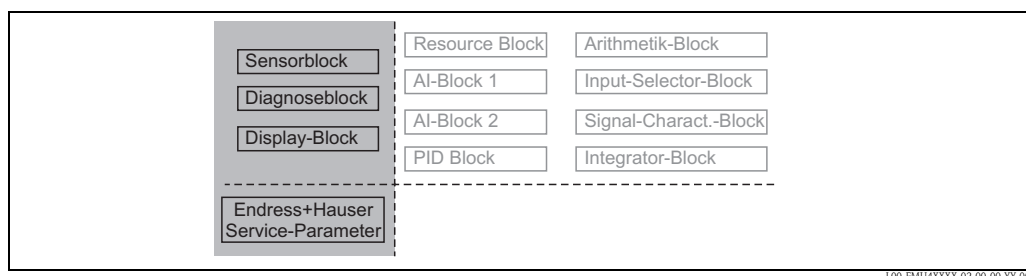 Sensorblock
Diagnoseblock
Display-Block
Endress+Hauser
Service-Parameter
Resource Block
AI-Block 1
AI-Block 2
PID Block
Arithmetik-Block
Input-Selector-Block
Signal-Charact.-Block
Integrator-Block